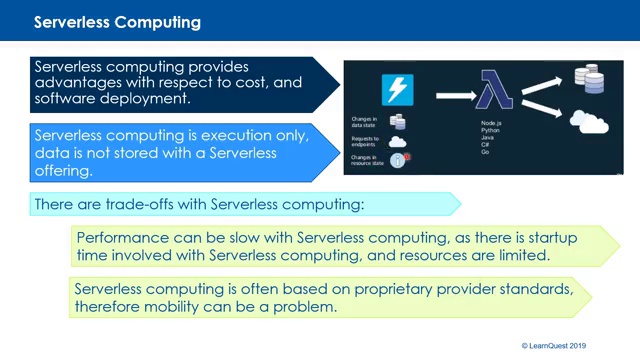 Serverless Computing
Serverless computing provides
advantages with respect to cost, and
software deployment.
Serverless computing is execution only,
data is not stored with a Serverless
offering.
Changes in
data state
Requests to
endpoints
Changes in
resource state
Node.js
Python
Java
C#
Go
There are trade-offs with Serverless computing:
Performance can be slow with Serverless computing, as there is startup
time involved with Serverless computing, and resources are limited.
Serverless computing is often based on proprietary provider standards,
therefore mobility can be a problem.
© LearnQuest 2019